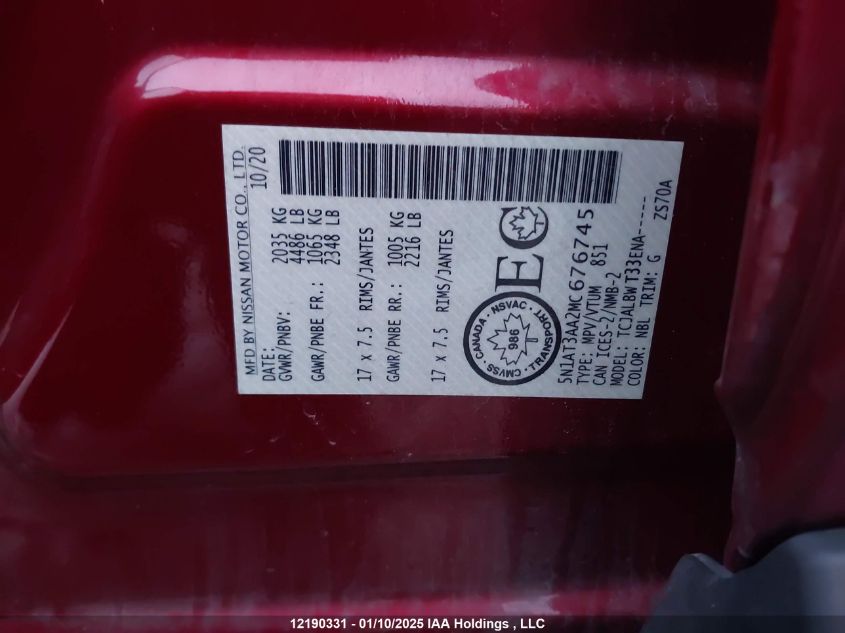 MFD BY NISSAN MOTOR CO., LTD.
DATE: 10/20
GVWR/PNBV: 2035 KG
4486 LB
GAWR/PNBE FR.: 1065 KG
2348 LB
17 x 7.5 RIMS/JANTES
GAWR/PNBE RR.: 1005 KG
2216 LB
17 x 7.5 RIMS/JANTES
CANADA · NSVAC · TRANSPORT · CMVSS
986
EC
5N1AT3AA2MC676745
TYPE: MPV/VTUM 851
CAN ICES-2/NMB-2
MODEL: TCJALBW T33ENA------
COLOR: NBL TRIM: G ZS70A
12190331 - 01/10/2025 IAA Holdings , LLC